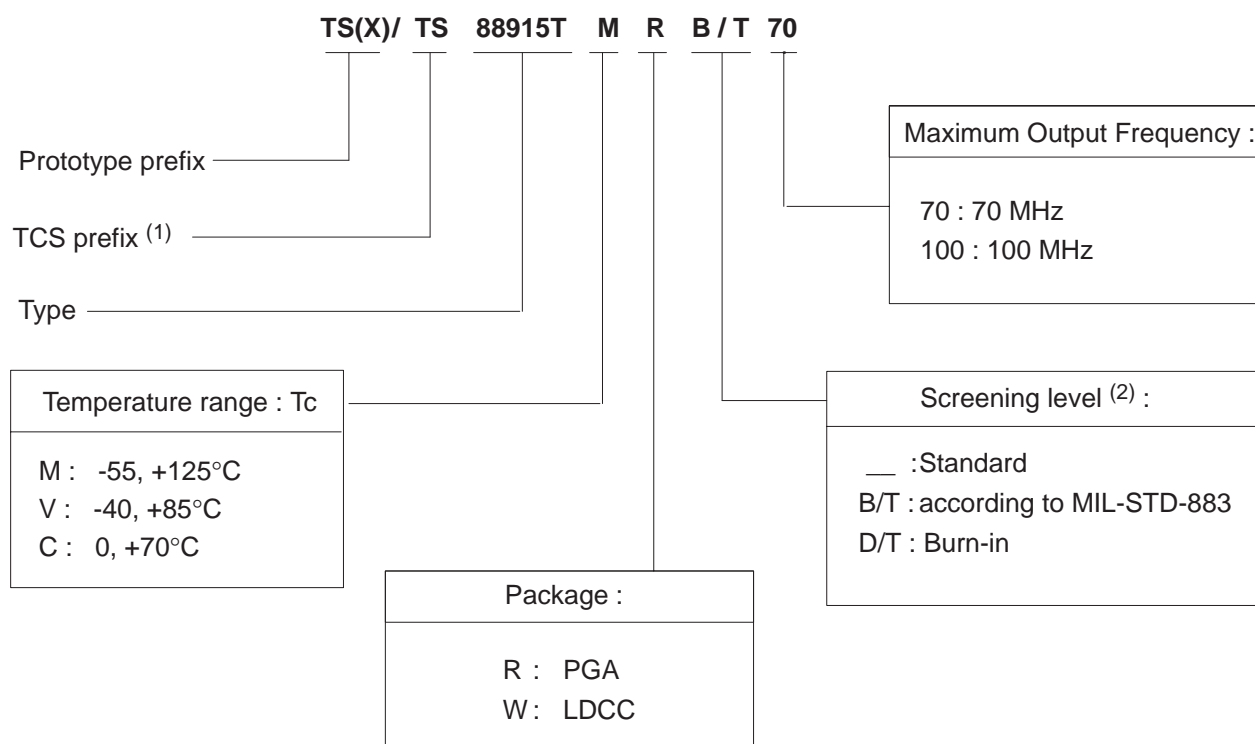 TS(X)/ TS 88915T M R B / T 70
Prototype prefix
TCS prefix (1)
Type
Maximum Output Frequency :
70 : 70 MHz
100 : 100 MHz
Temperature range : Tc
M : -55, +125°C
V : -40, +85°C
C : 0, +70°C
Screening level (2) :
__ :Standard
B/T : according to MIL-STD-883
D/T : Burn-in
Package :
R : PGA
W : LDCC